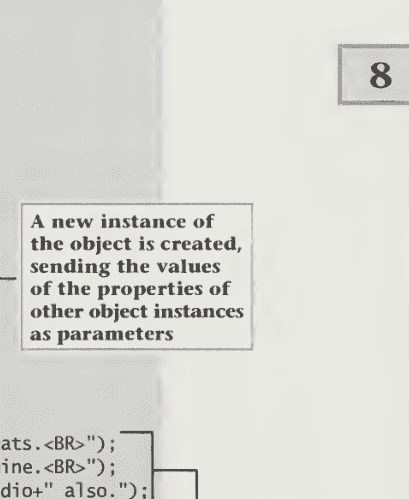 8
A new instance of
the object is created,
sending the values
of the properties of
other object instances
as parameters
ats.<BR>");
ine.<BR>");
dio+" also.");